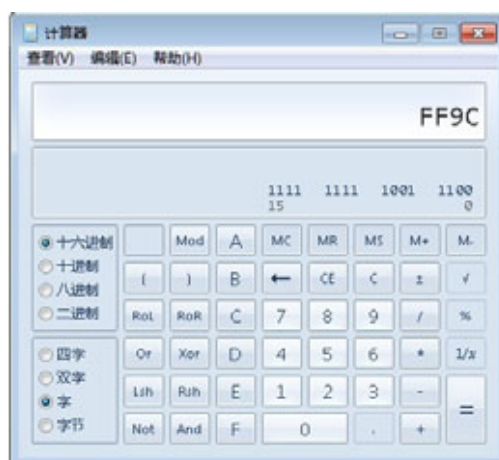 计算器
查看(V) 编辑(E) 帮助(H)
FF9C
1111 1111 1001 1100
15 0
十六进制 Mod A MC MR MS M+ M-
十进制 ( ) B ← CE C ± √
八进制
二进制 RoL RoR C 7 8 9 / %
四字 Or Xor D 4 5 6 * 1/x
双字
字 Lsh Rsh E 1 2 3 - =
字节 Not And F 0 . +